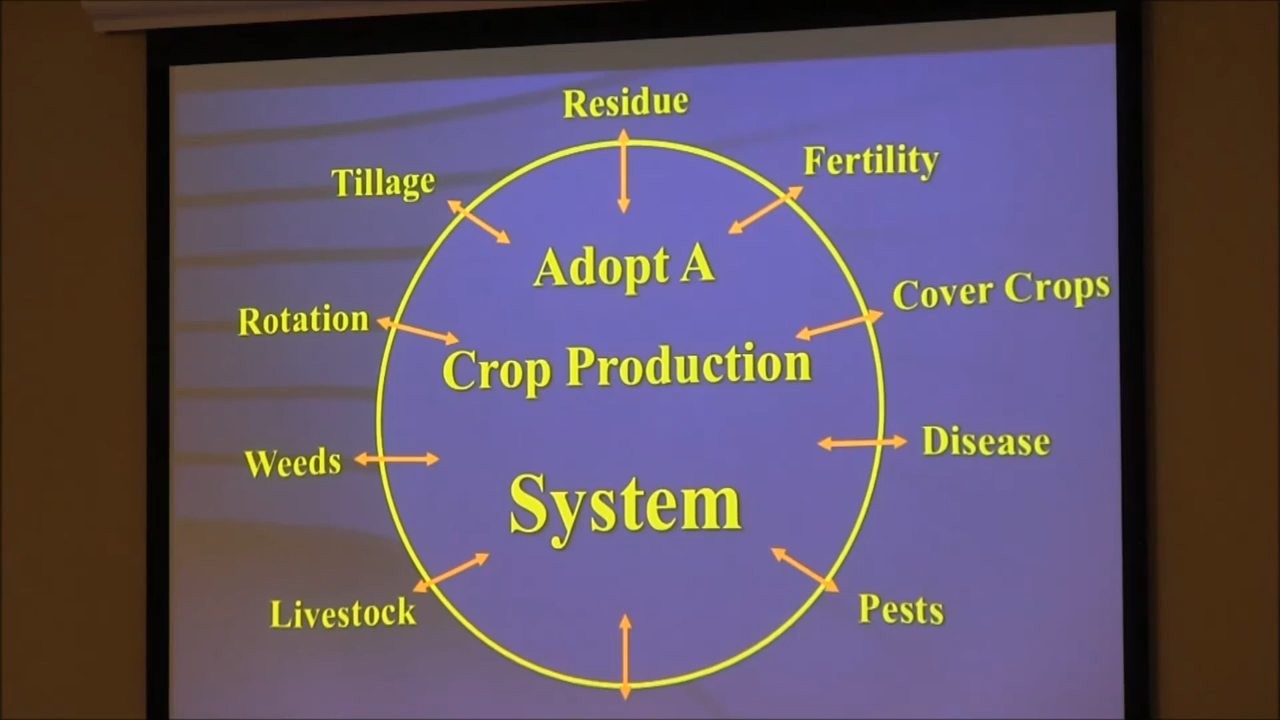 Residue
Tillage
Fertility
Adopt A
Cover Crops
Rotation
Crop Production
Disease
Weeds
System
Livestock
Pests